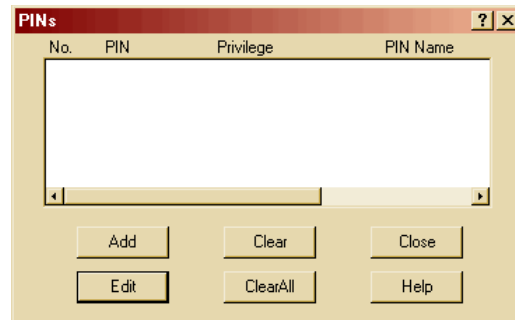 PINs
No. PIN Privilege PIN Name
Add Clear Close
Edit ClearAll Help